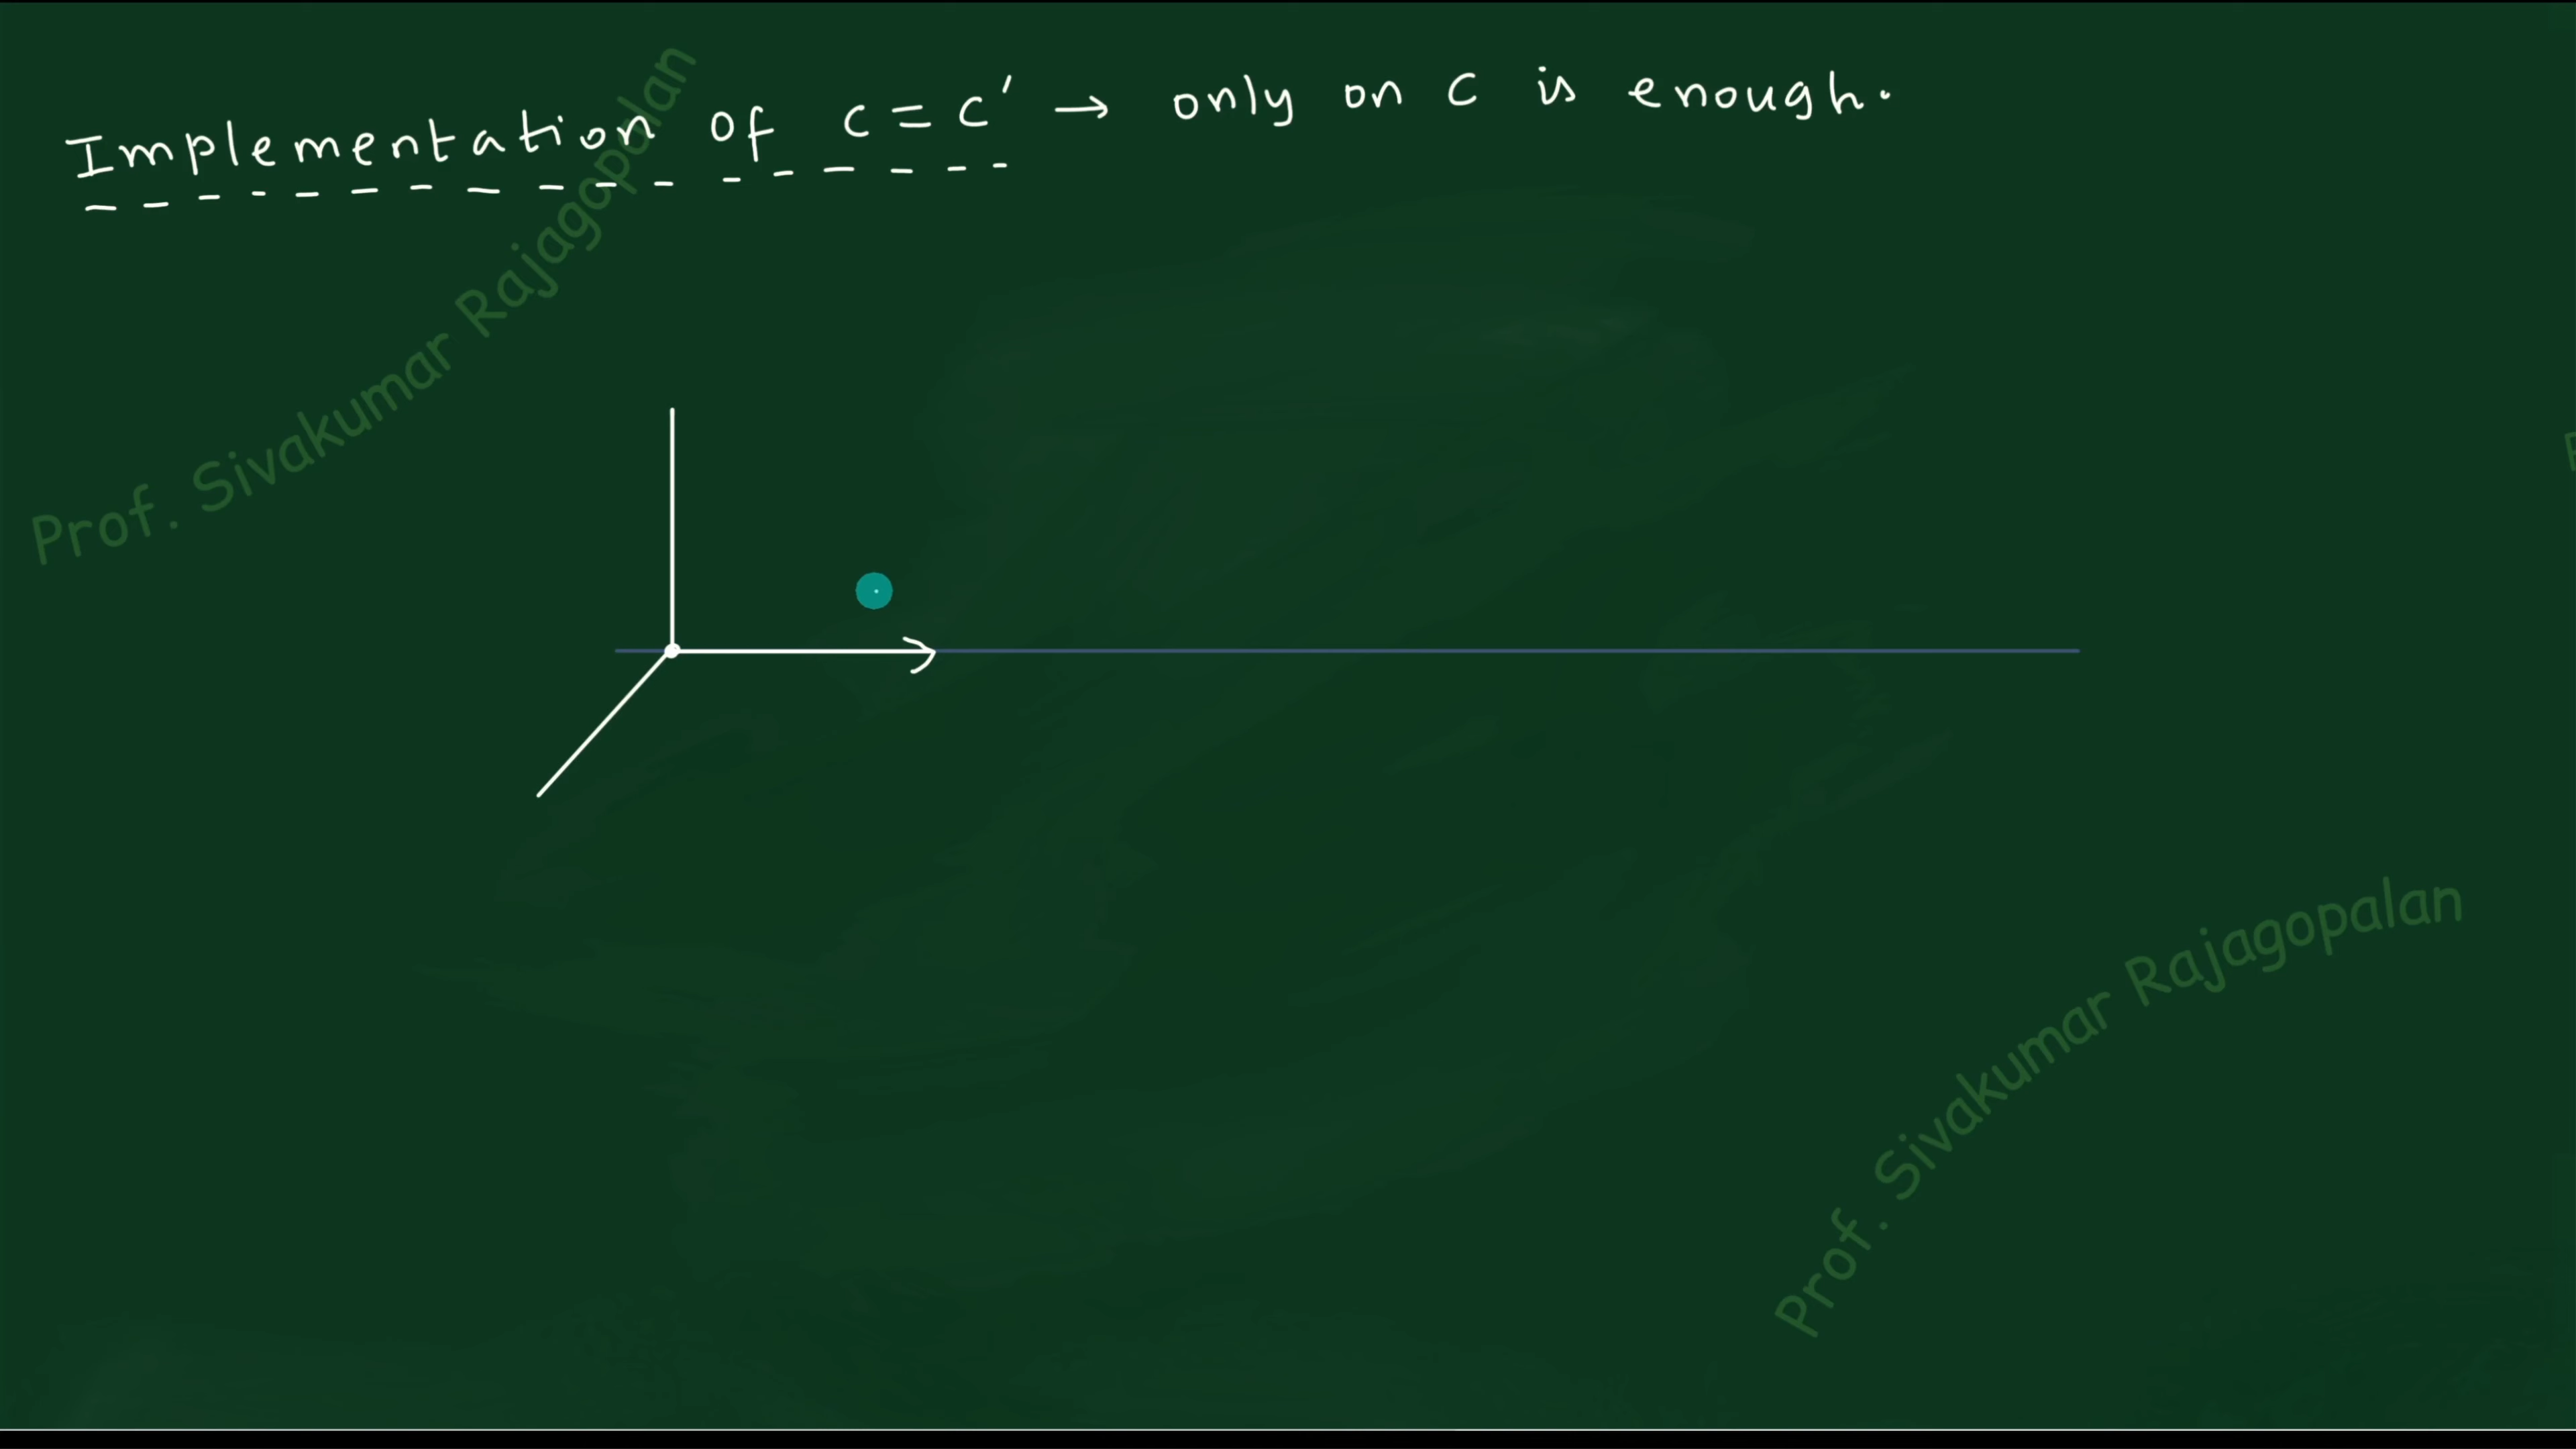 Implementation of c = c' → only on c is enough.
Prof. Sivakumar Rajagopalan
Prof. Sivakumar Rajagopalan